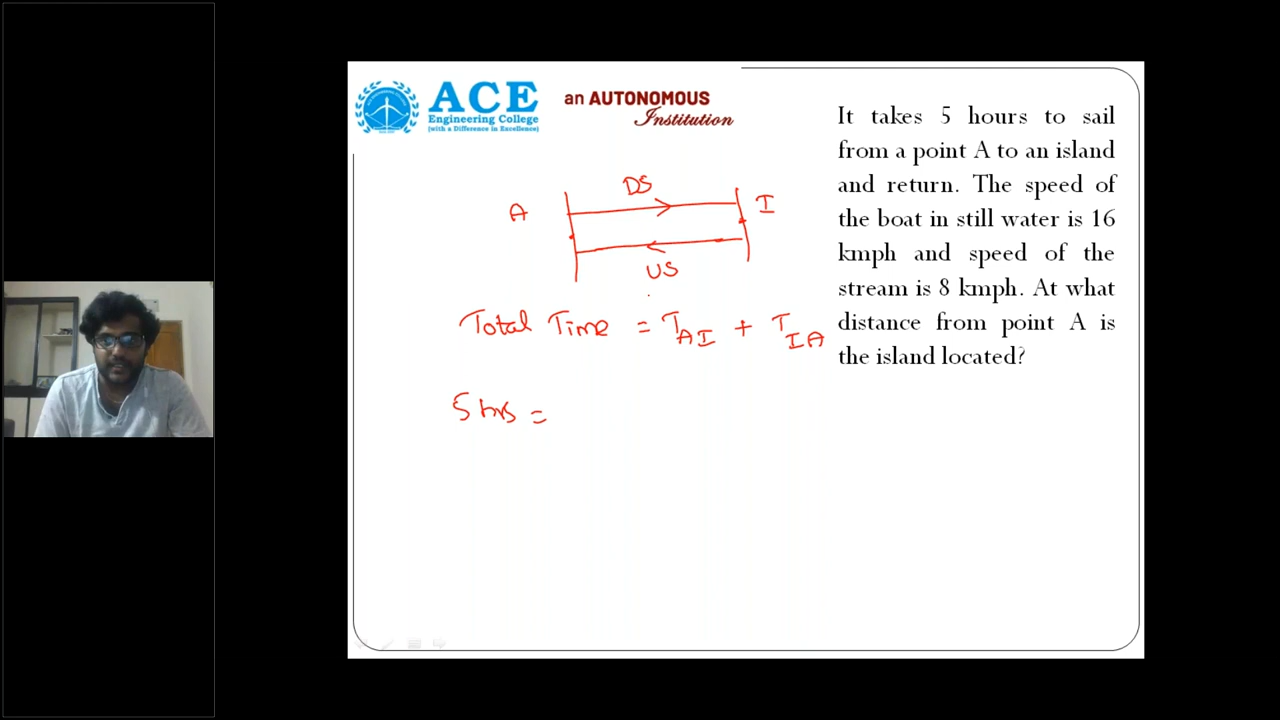 ACE
Engineering College
(with a Difference in Excellence)
an AUTONOMOUS
Institution
It takes 5 hours to sail
from a point A to an island
and return. The speed of
the boat in still water is 16
kmph and speed of the
stream is 8 kmph. At what
distance from point A is
the island located?
DS
A
I
US
Total Time = T_AI + T_IA
5 hrs =